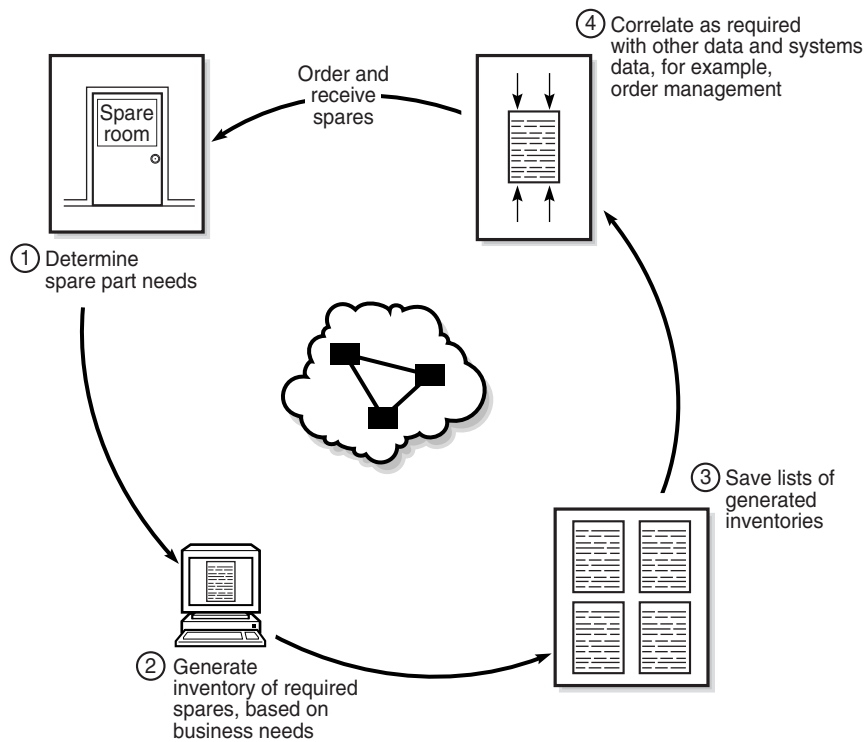 4 Correlate as required
with other data and systems
data, for example,
order management
Order and
receive
spares
Spare
room
1 Determine
spare part needs
3 Save lists of
generated
inventories
2 Generate
inventory of required
spares, based on
business needs